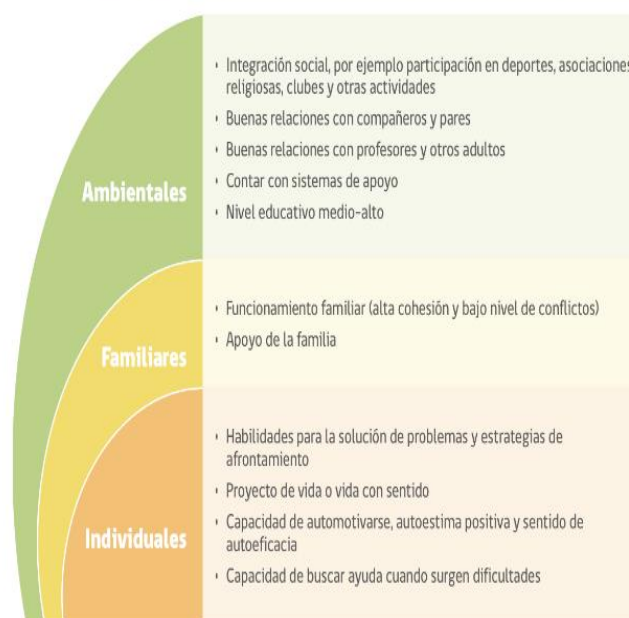 Ambientales
· Integración social, por ejemplo participación en deportes, asociaciones
religiosas, clubes y otras actividades
· Buenas relaciones con compañeros y pares
· Buenas relaciones con profesores y otros adultos
· Contar con sistemas de apoyo
· Nivel educativo medio-alto
Familiares
· Funcionamiento familiar (alta cohesión y bajo nivel de conflictos)
· Apoyo de la familia
Individuales
· Habilidades para la solución de problemas y estrategias de
afrontamiento
· Proyecto de vida o vida con sentido
· Capacidad de automotivarse, autoestima positiva y sentido de
autoeficacia
· Capacidad de buscar ayuda cuando surgen dificultades